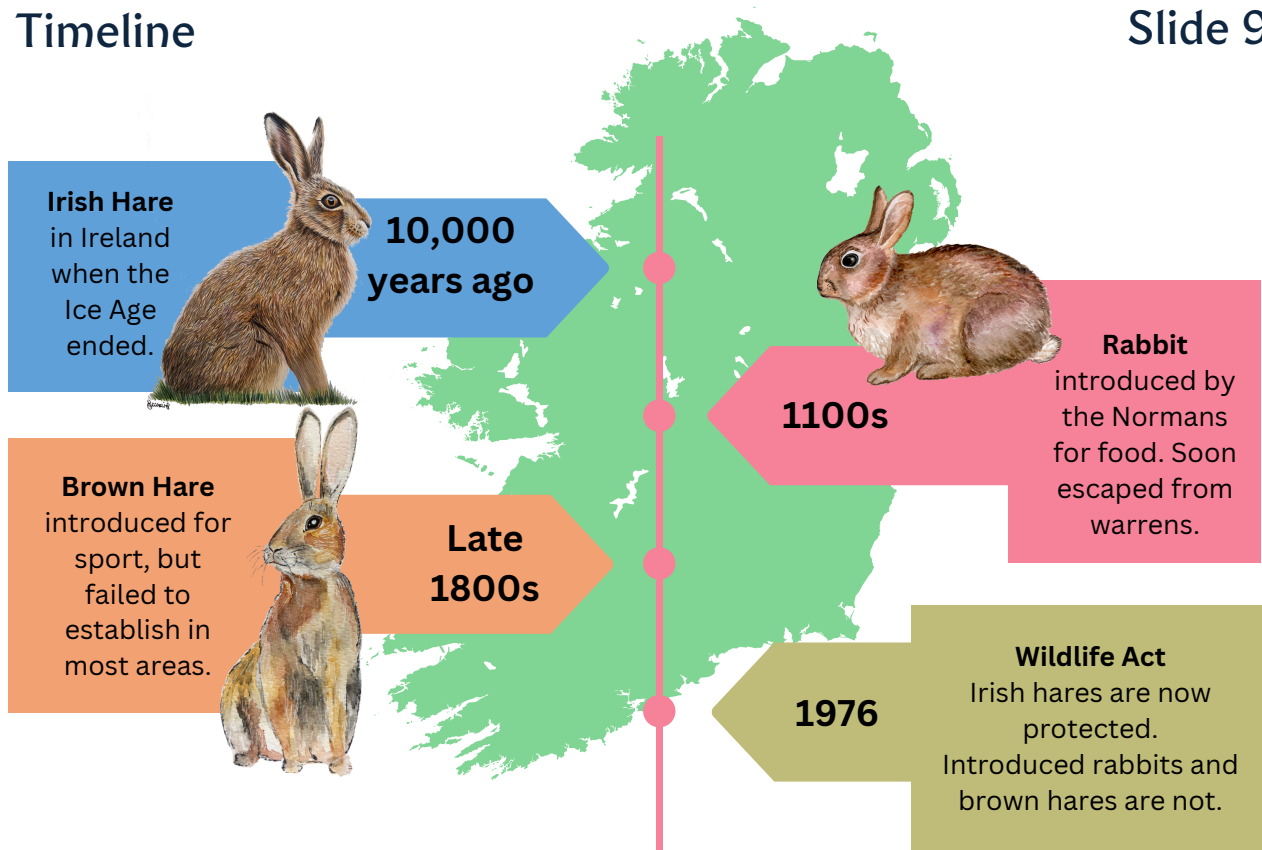 Timeline
Slide 9
Irish Hare
in Ireland
when the
Ice Age
ended.
10,000
years ago
Rabbit
introduced by
the Normans
for food. Soon
escaped from
warrens.
1100s
Brown Hare
introduced for
sport, but
failed to
establish in
most areas.
Late
1800s
Wildlife Act
Irish hares are now
protected.
Introduced rabbits and
brown hares are not.
1976